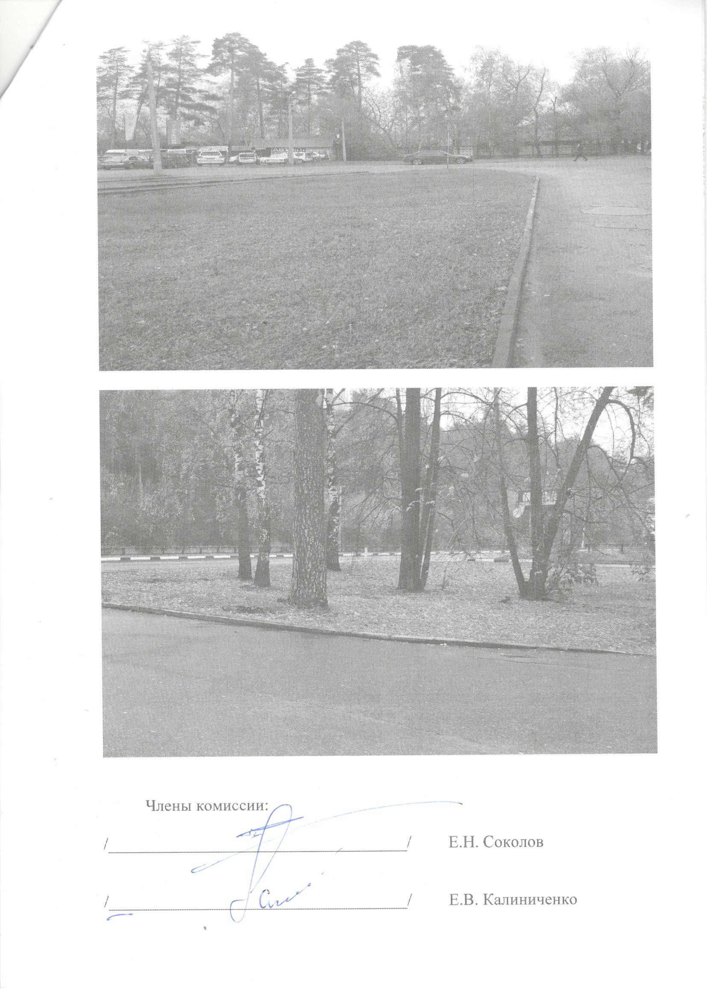 Члены комиссии:
/ / Е.Н. Соколов
/ / Е.В. Калиниченко